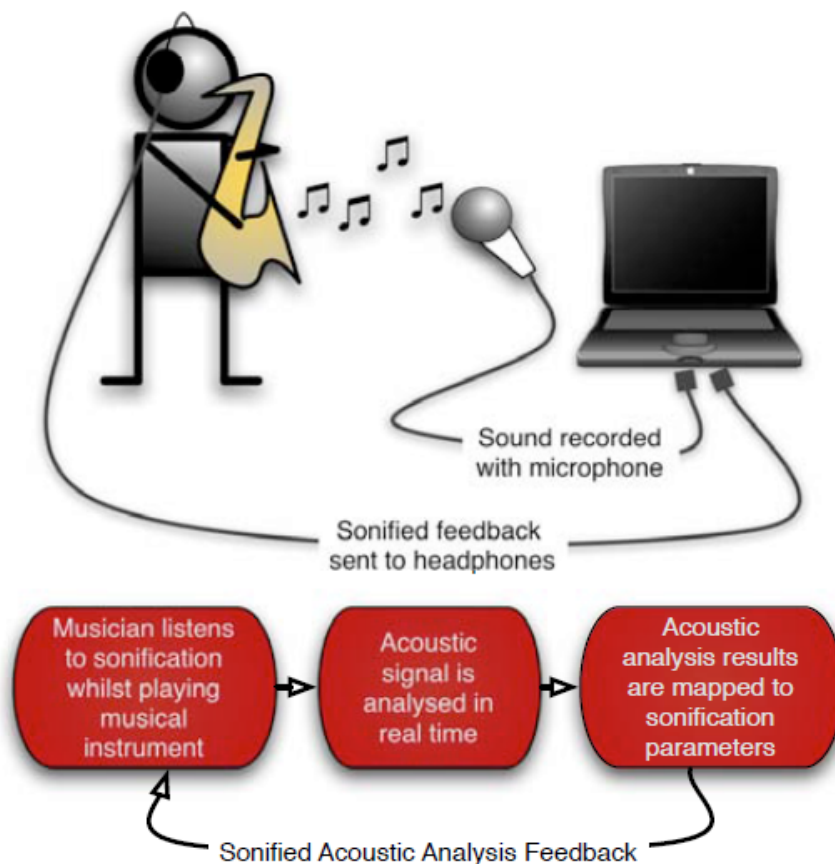 Sound recorded
with microphone
Sonified feedback
sent to headphones
Musician listens
to sonification
whilst playing
musical
instrument
Acoustic
signal is
analysed in
real time
Acoustic
analysis results
are mapped to
sonification
parameters
Sonified Acoustic Analysis Feedback